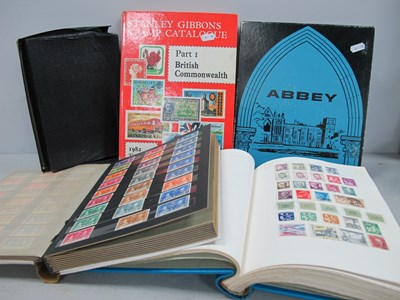 STANLEY GIBBONS
STAMP CATALOGUE
Part 1
British
Commonwealth
1982
ABBEY